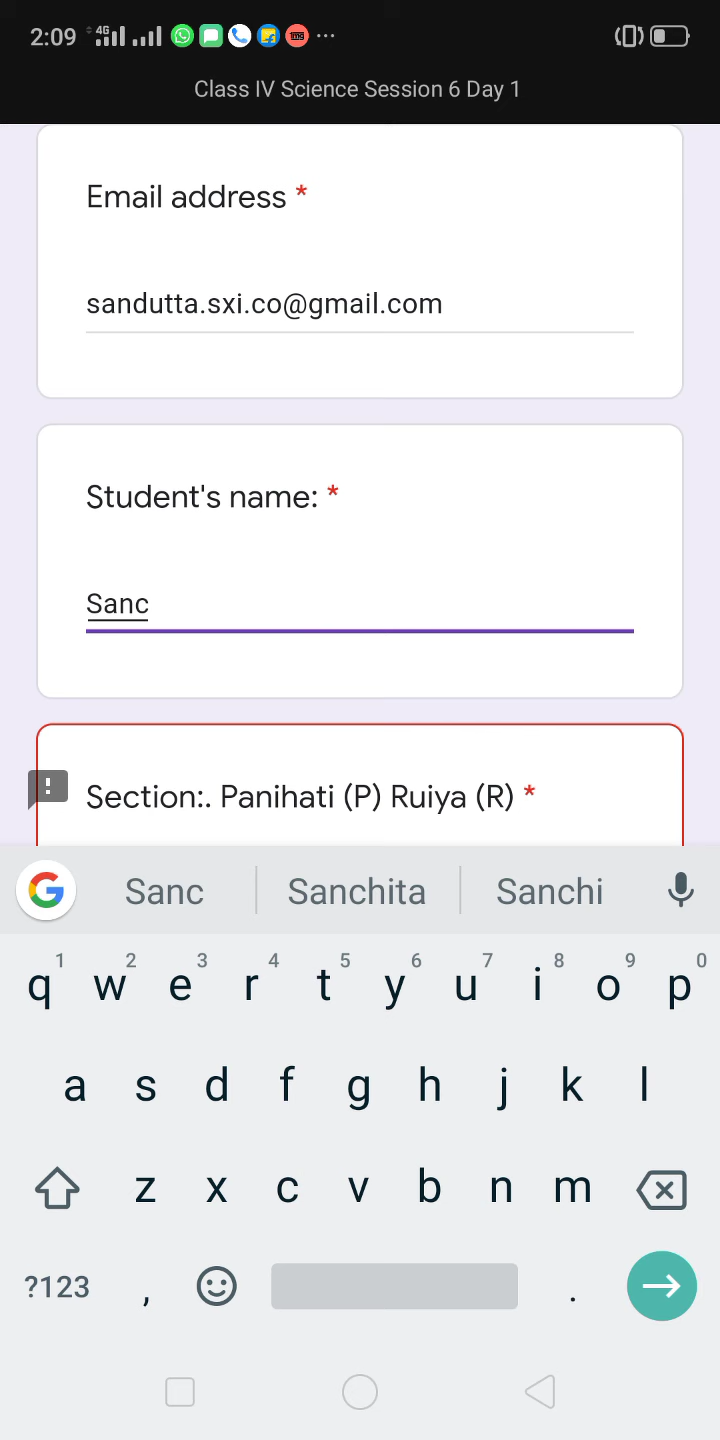 2:09 4G ...
Class IV Science Session 6 Day 1
Email address *
sandutta.sxi.co@gmail.com
Student's name: *
Sanc
Section:. Panihati (P) Ruiya (R) *
Sanc Sanchita Sanchi
1 2 3 4 5 6 7 8 9 0
q w e r t y u i o p
a s d f g h j k l
z x c v b n m
?123 , .